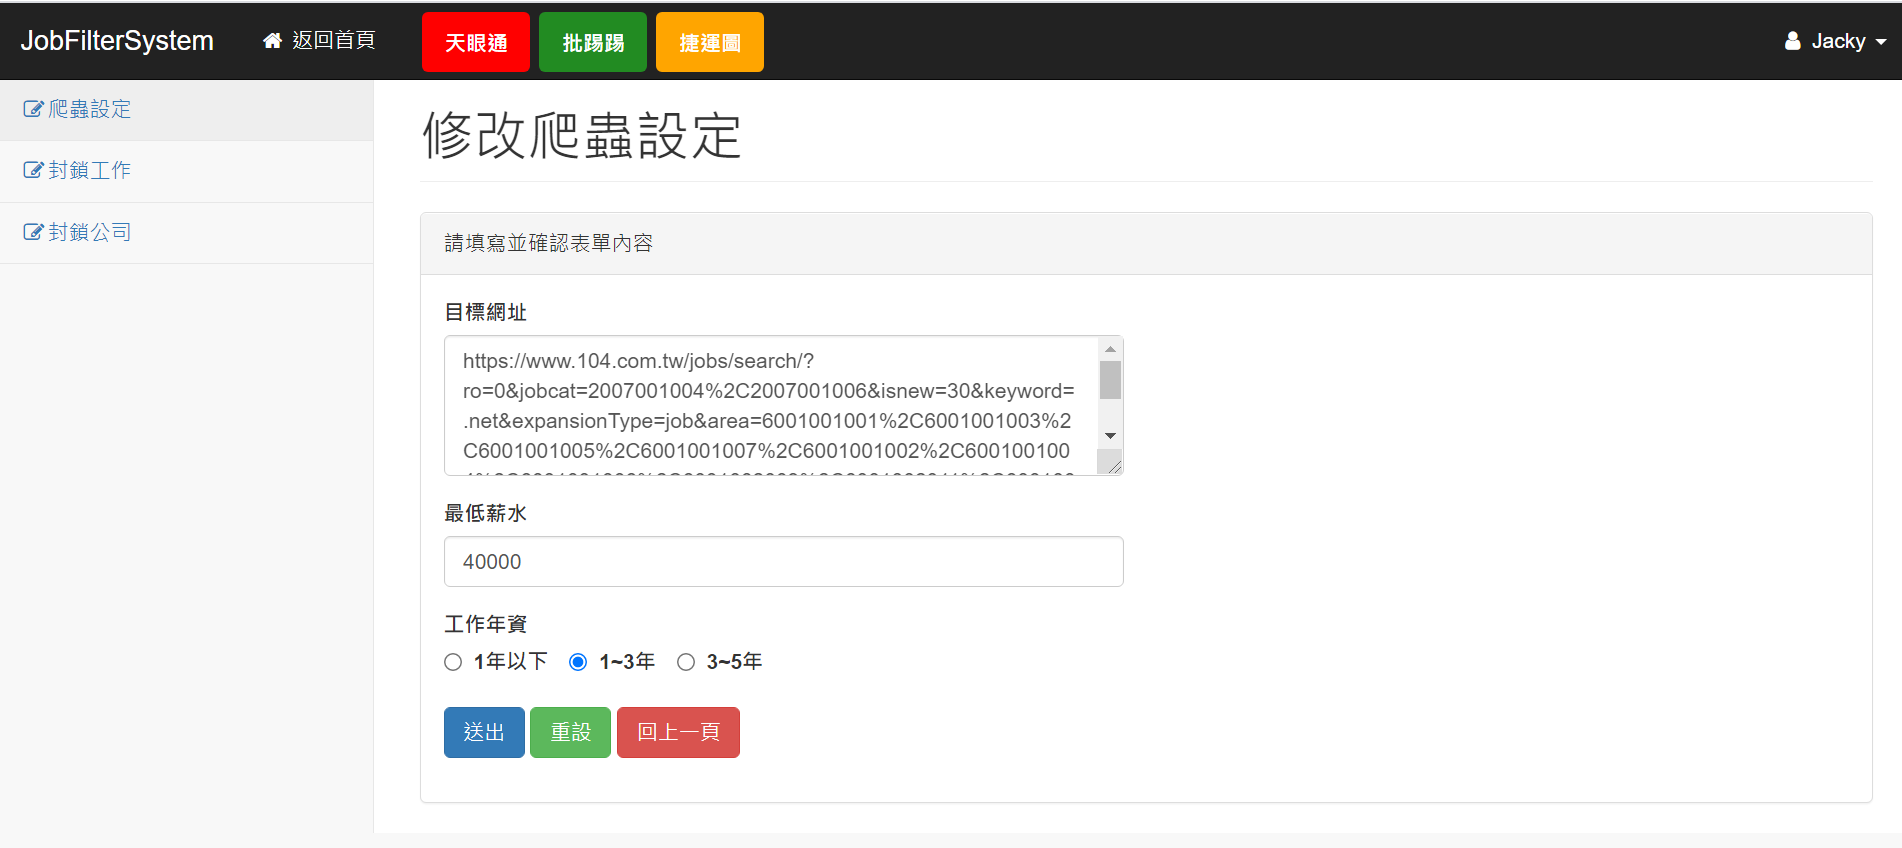 JobFilterSystem 返回首頁 天眼通 批踢踢 捷運圖 Jacky
爬蟲設定
封鎖工作
封鎖公司
修改爬蟲設定
請填寫並確認表單內容
目標網址
https://www.104.com.tw/jobs/search/?
ro=0&jobcat=2007001004%2C2007001006&isnew=30&keyword=
.net&expansionType=job&area=6001001001%2C6001001003%2
C6001001005%2C6001001007%2C6001001002%2C600100100
最低薪水
40000
工作年資
1年以下 1~3年 3~5年
送出 重設 回上一頁